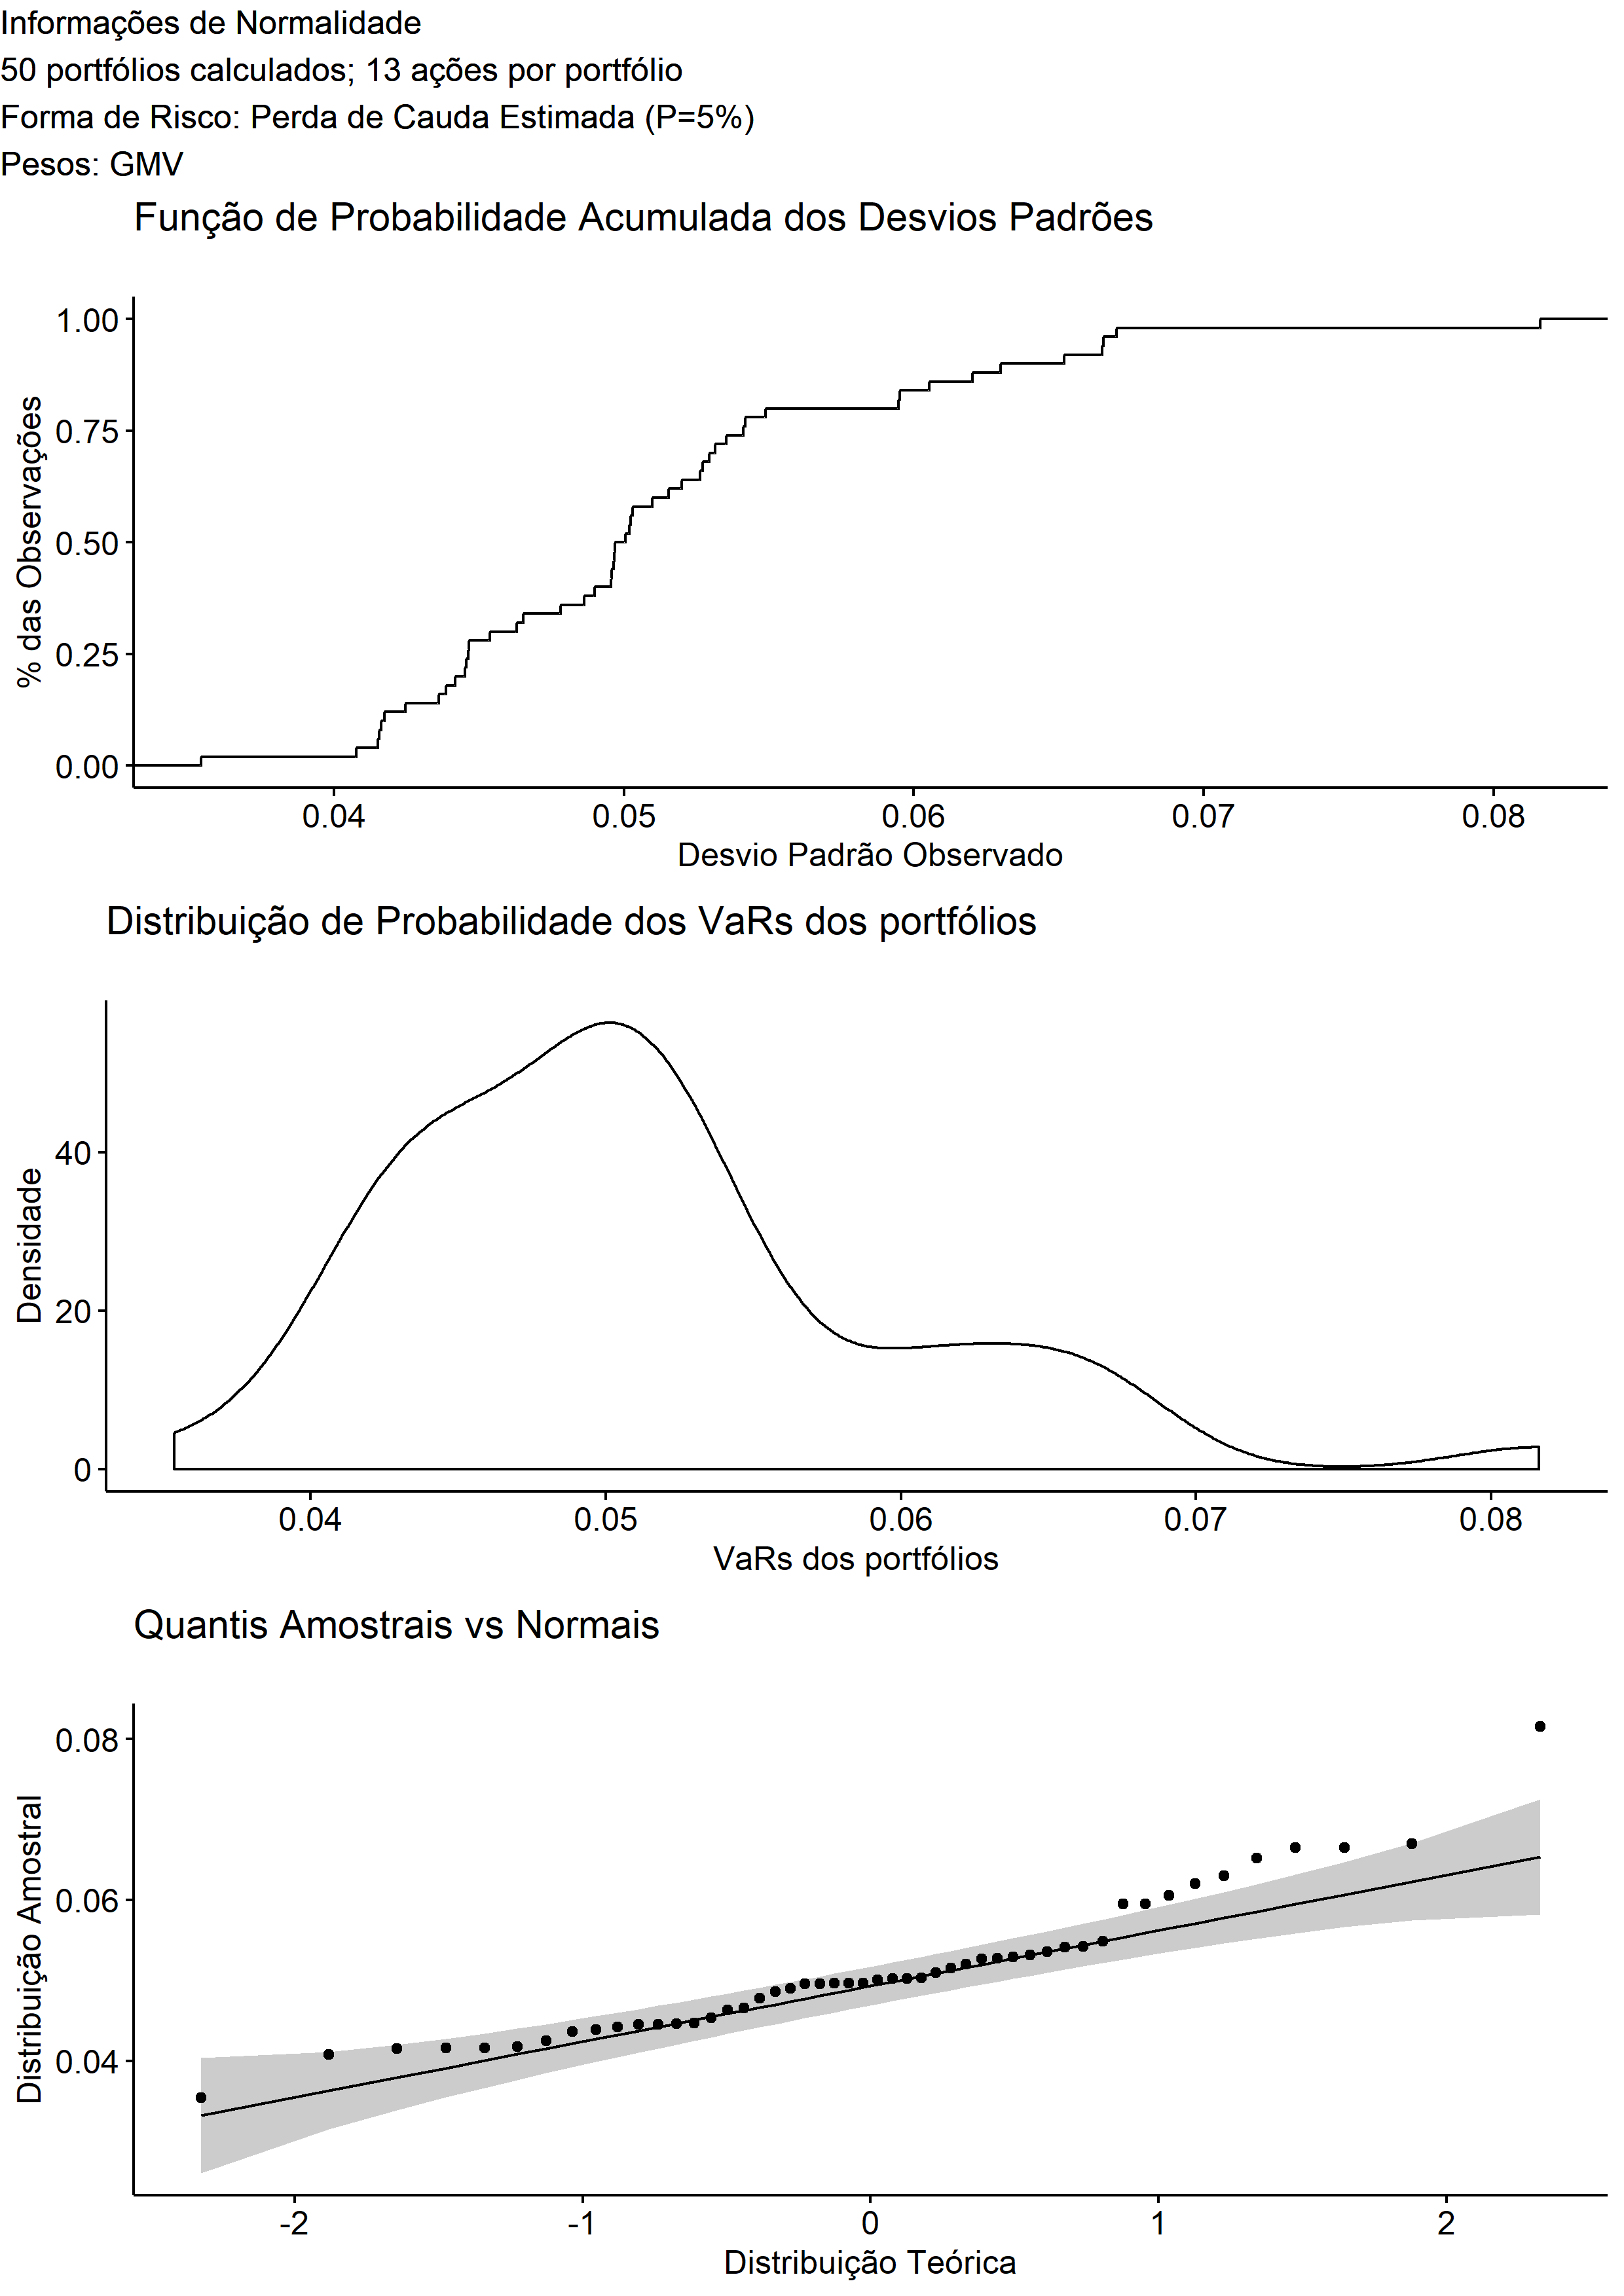 Informações de Normalidade
50 portfólios calculados; 13 ações por portfólio
Forma de Risco: Perda de Cauda Estimada (P=5%)
Pesos: GMV
Função de Probabilidade Acumulada dos Desvios Padrões
% das Observações
1.00
0.75
0.50
0.25
0.00
0.04 0.05 0.06 0.07 0.08
Desvio Padrão Observado
Distribuição de Probabilidade dos VaRs dos portfólios
Densidade
40
20
0
0.04 0.05 0.06 0.07 0.08
VaRs dos portfólios
Quantis Amostrais vs Normais
Distribuição Amostral
0.08
0.06
0.04
-2 -1 0 1 2
Distribuição Teórica